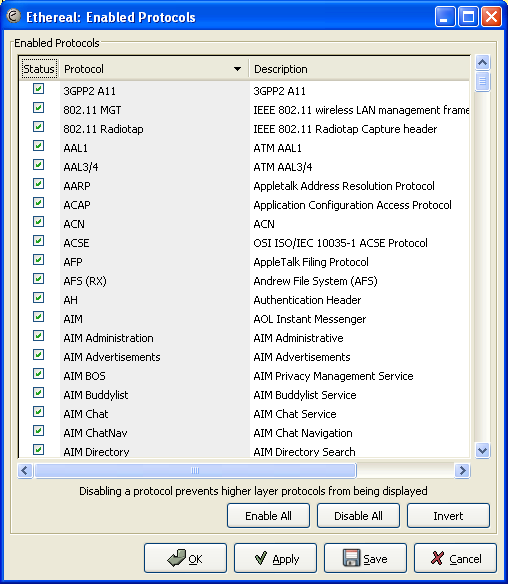 Ethereal: Enabled Protocols
Enabled Protocols
Status Protocol Description
3GPP2 A11 3GPP2 A11
802.11 MGT IEEE 802.11 wireless LAN management frame
802.11 Radiotap IEEE 802.11 Radiotap Capture header
AAL1 ATM AAL1
AAL3/4 ATM AAL3/4
AARP Appletalk Address Resolution Protocol
ACAP Application Configuration Access Protocol
ACN ACN
ACSE OSI ISO/IEC 10035-1 ACSE Protocol
AFP AppleTalk Filing Protocol
AFS (RX) Andrew File System (AFS)
AH Authentication Header
AIM AOL Instant Messenger
AIM Administration AIM Administrative
AIM Advertisements AIM Advertisements
AIM BOS AIM Privacy Management Service
AIM Buddylist AIM Buddylist Service
AIM Chat AIM Chat Service
AIM ChatNav AIM Chat Navigation
AIM Directory AIM Directory Search
Disabling a protocol prevents higher layer protocols from being displayed
Enable All Disable All Invert
OK Apply Save Cancel